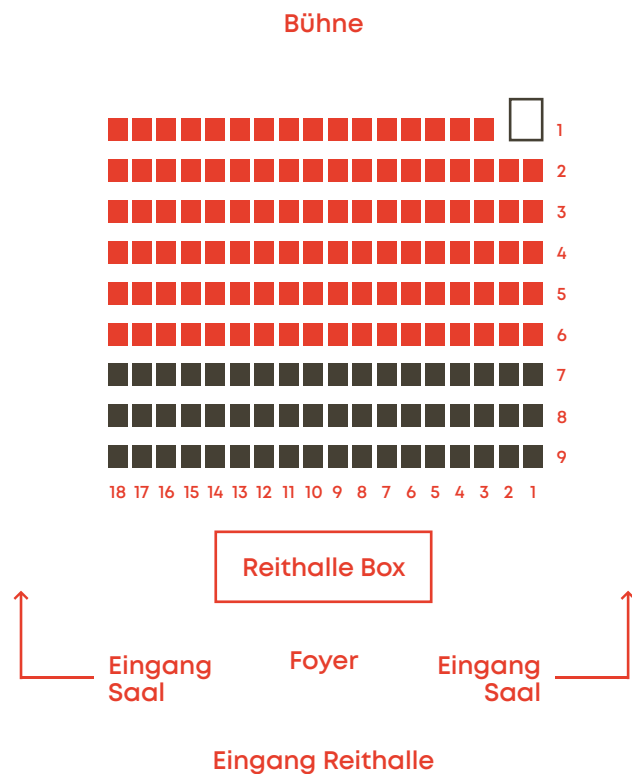 Bühne
1
2
3
4
5
6
7
8
9
18 17 16 15 14 13 12 11 10 9 8 7 6 5 4 3 2 1
Reithalle Box
Eingang
Saal
Foyer
Eingang
Saal
Eingang Reithalle